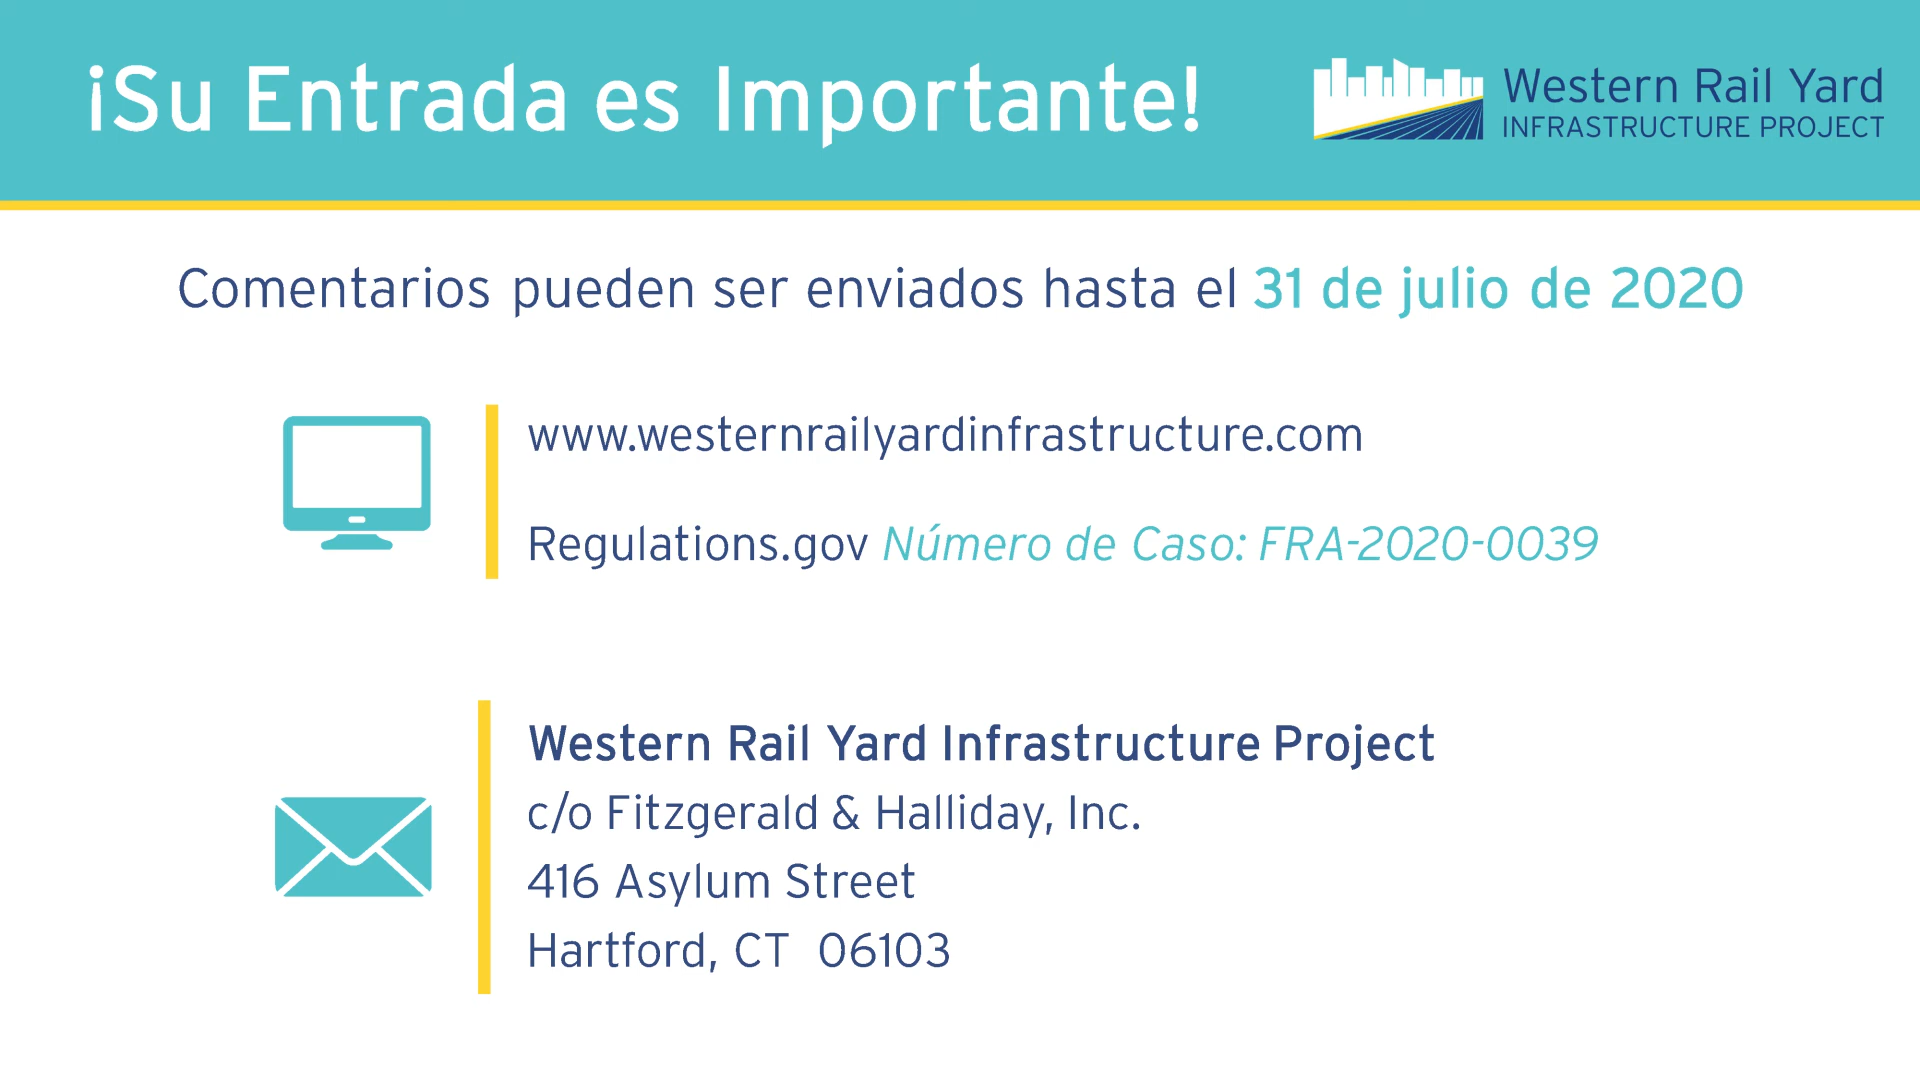 ¡Su Entrada es Importante!
Western Rail Yard
INFRASTRUCTURE PROJECT
Comentarios pueden ser enviados hasta el 31 de julio de 2020
www.westernrailyardinfrastructure.com
Regulations.gov Número de Caso: FRA-2020-0039
Western Rail Yard Infrastructure Project
c/o Fitzgerald & Halliday, Inc.
416 Asylum Street
Hartford, CT  06103